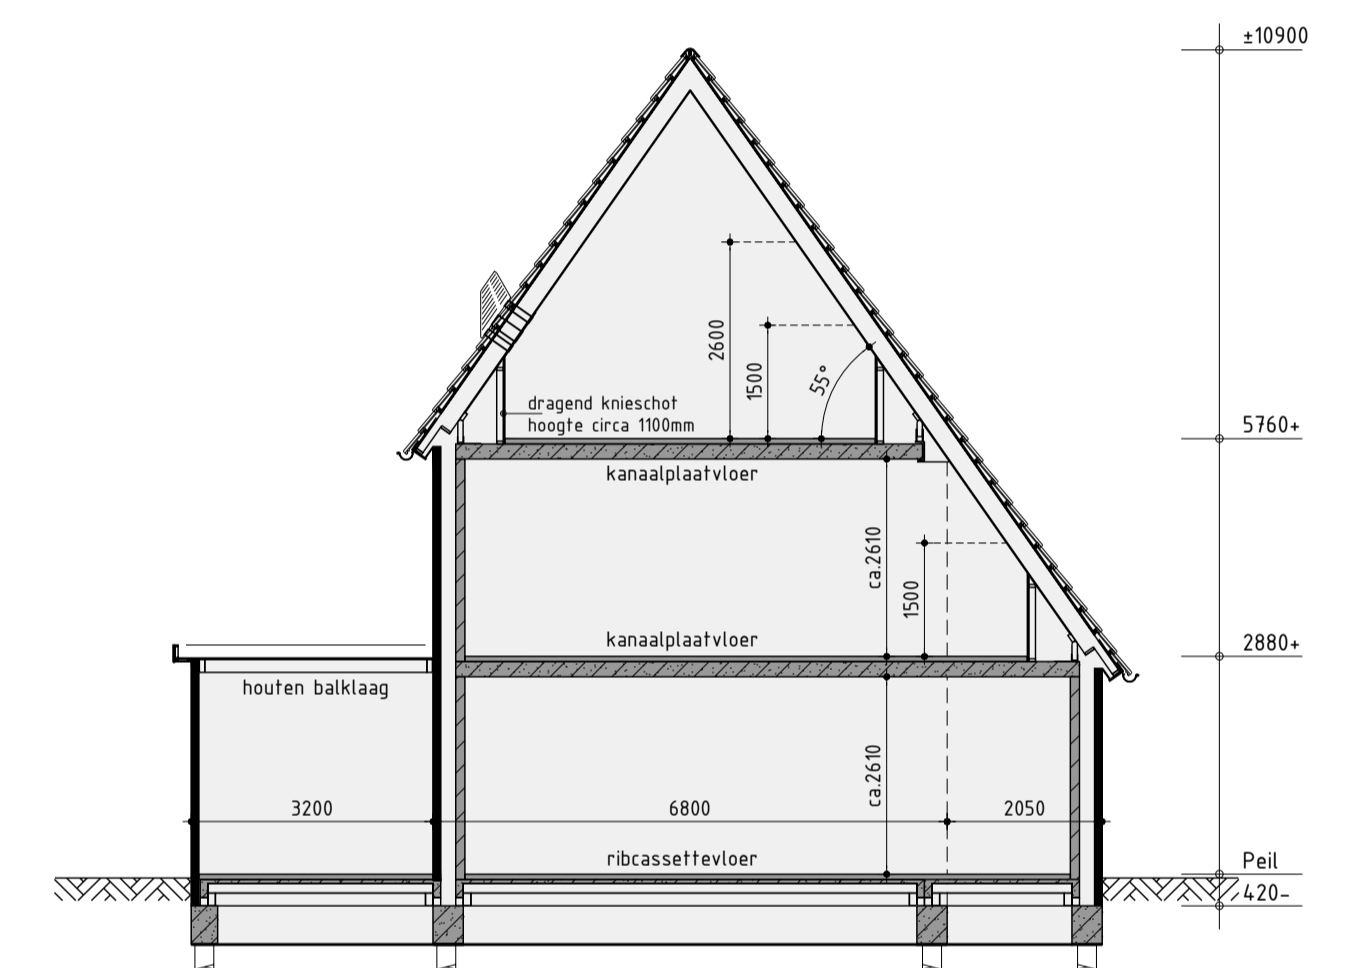 ±10900
2600
1500
55°
dragend knieschot
hoogte circa 1100mm
5760+
kanaalplaatvloer
ca.2610
1500
kanaalplaatvloer
2880+
houten balklaag
ca.2610
3200
6800
2050
ribcassettevloer
Peil
420-